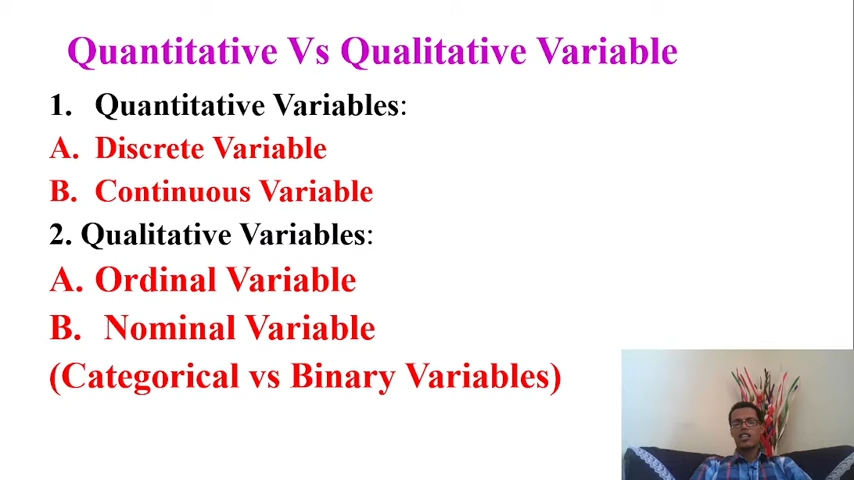 Quantitative Vs Qualitative Variable
1. Quantitative Variables:
A. Discrete Variable
B. Continuous Variable
2. Qualitative Variables:
A. Ordinal Variable
B. Nominal Variable
(Categorical vs Binary Variables)